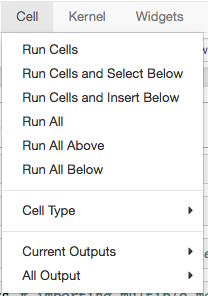 Cell Kernel Widgets
Run Cells
Run Cells and Select Below
Run Cells and Insert Below
Run All
Run All Above
Run All Below
Cell Type
Current Outputs
All Output